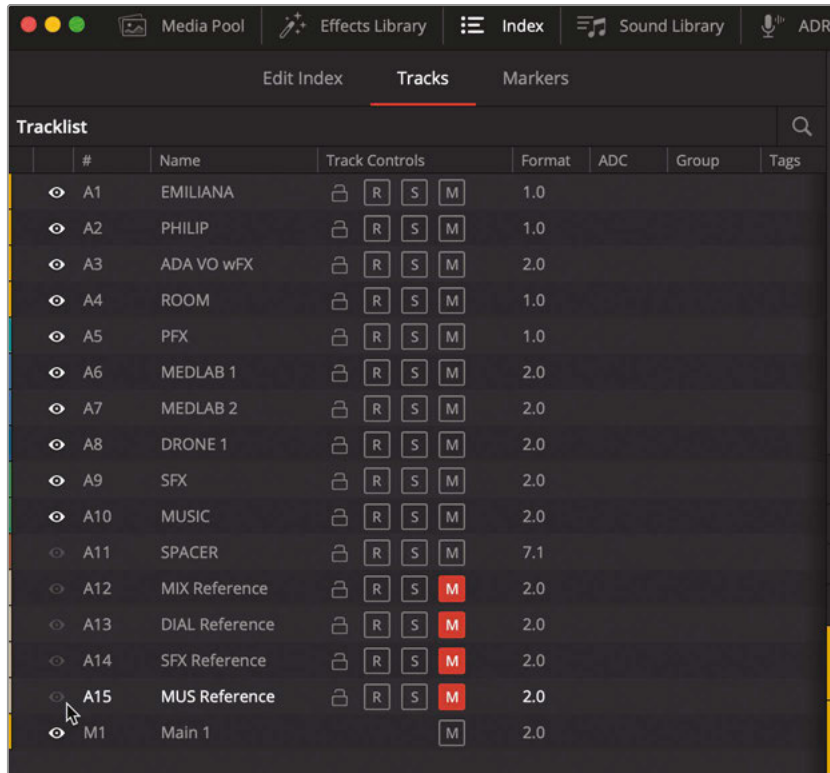 Media Pool Effects Library Index Sound Library ADR
Edit Index Tracks Markers
Tracklist
# Name Track Controls Format ADC Group Tags
A1 EMILIANA R S M 1.0
A2 PHILIP R S M 1.0
A3 ADA VO wFX R S M 2.0
A4 ROOM R S M 1.0
A5 PFX R S M 1.0
A6 MEDLAB 1 R S M 2.0
A7 MEDLAB 2 R S M 2.0
A8 DRONE 1 R S M 2.0
A9 SFX R S M 2.0
A10 MUSIC R S M 2.0
A11 SPACER R S M 7.1
A12 MIX Reference R S M 2.0
A13 DIAL Reference R S M 2.0
A14 SFX Reference R S M 2.0
A15 MUS Reference R S M 2.0
M1 Main 1 M 2.0